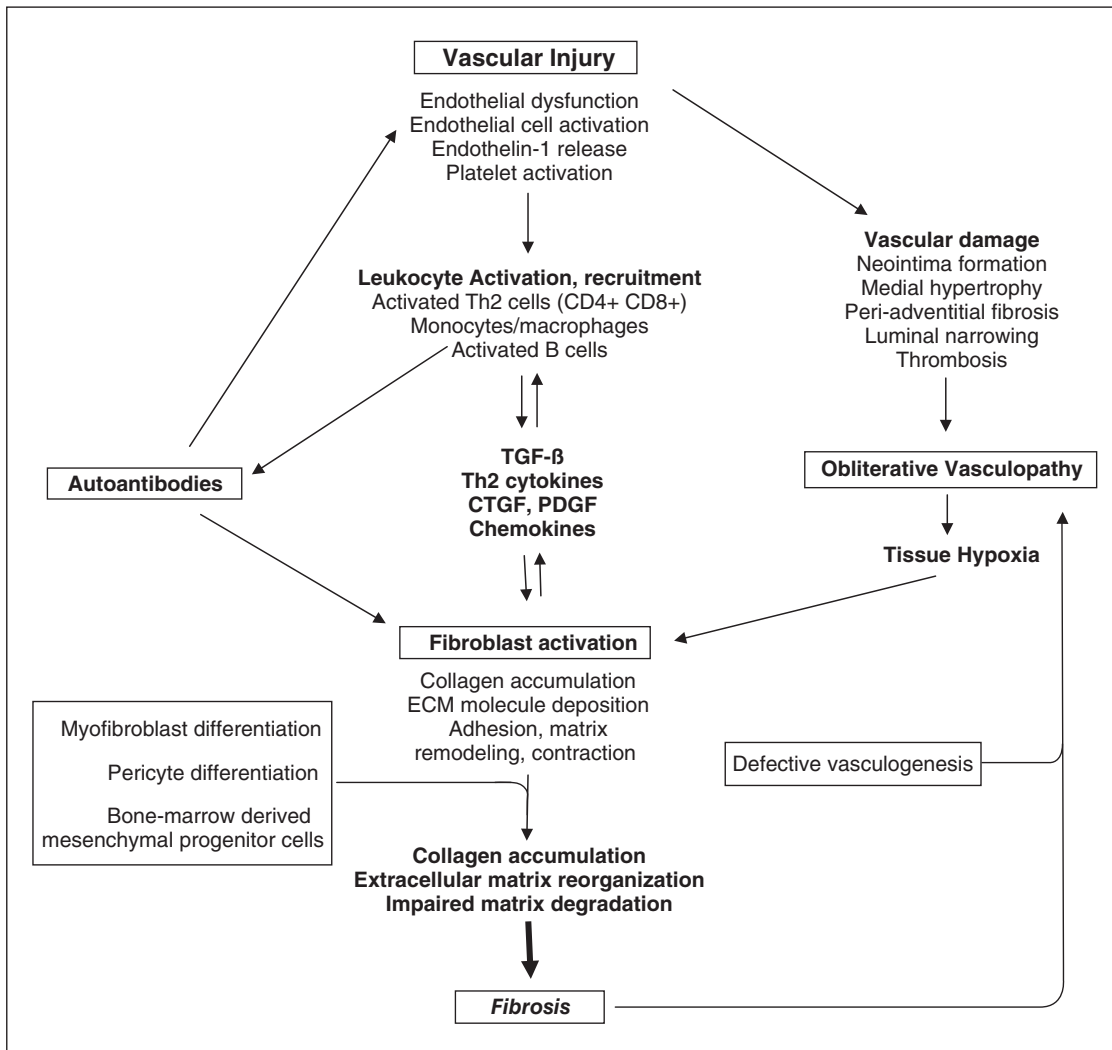 Vascular Injury
Endothelial dysfunction
Endothelial cell activation
Endothelin-1 release
Platelet activation
Vascular damage
Neointima formation
Medial hypertrophy
Peri-adventitial fibrosis
Luminal narrowing
Thrombosis
Leukocyte Activation, recruitment
Activated Th2 cells (CD4+ CD8+)
Monocytes/macrophages
Activated B cells
Autoantibodies
TGF-ß
Th2 cytokines
CTGF, PDGF
Chemokines
Obliterative Vasculopathy
Tissue Hypoxia
Fibroblast activation
Collagen accumulation
ECM molecule deposition
Adhesion, matrix
remodeling, contraction
Myofibroblast differentiation
Pericyte differentiation
Bone-marrow derived
mesenchymal progenitor cells
Defective vasculogenesis
Collagen accumulation
Extracellular matrix reorganization
Impaired matrix degradation
Fibrosis